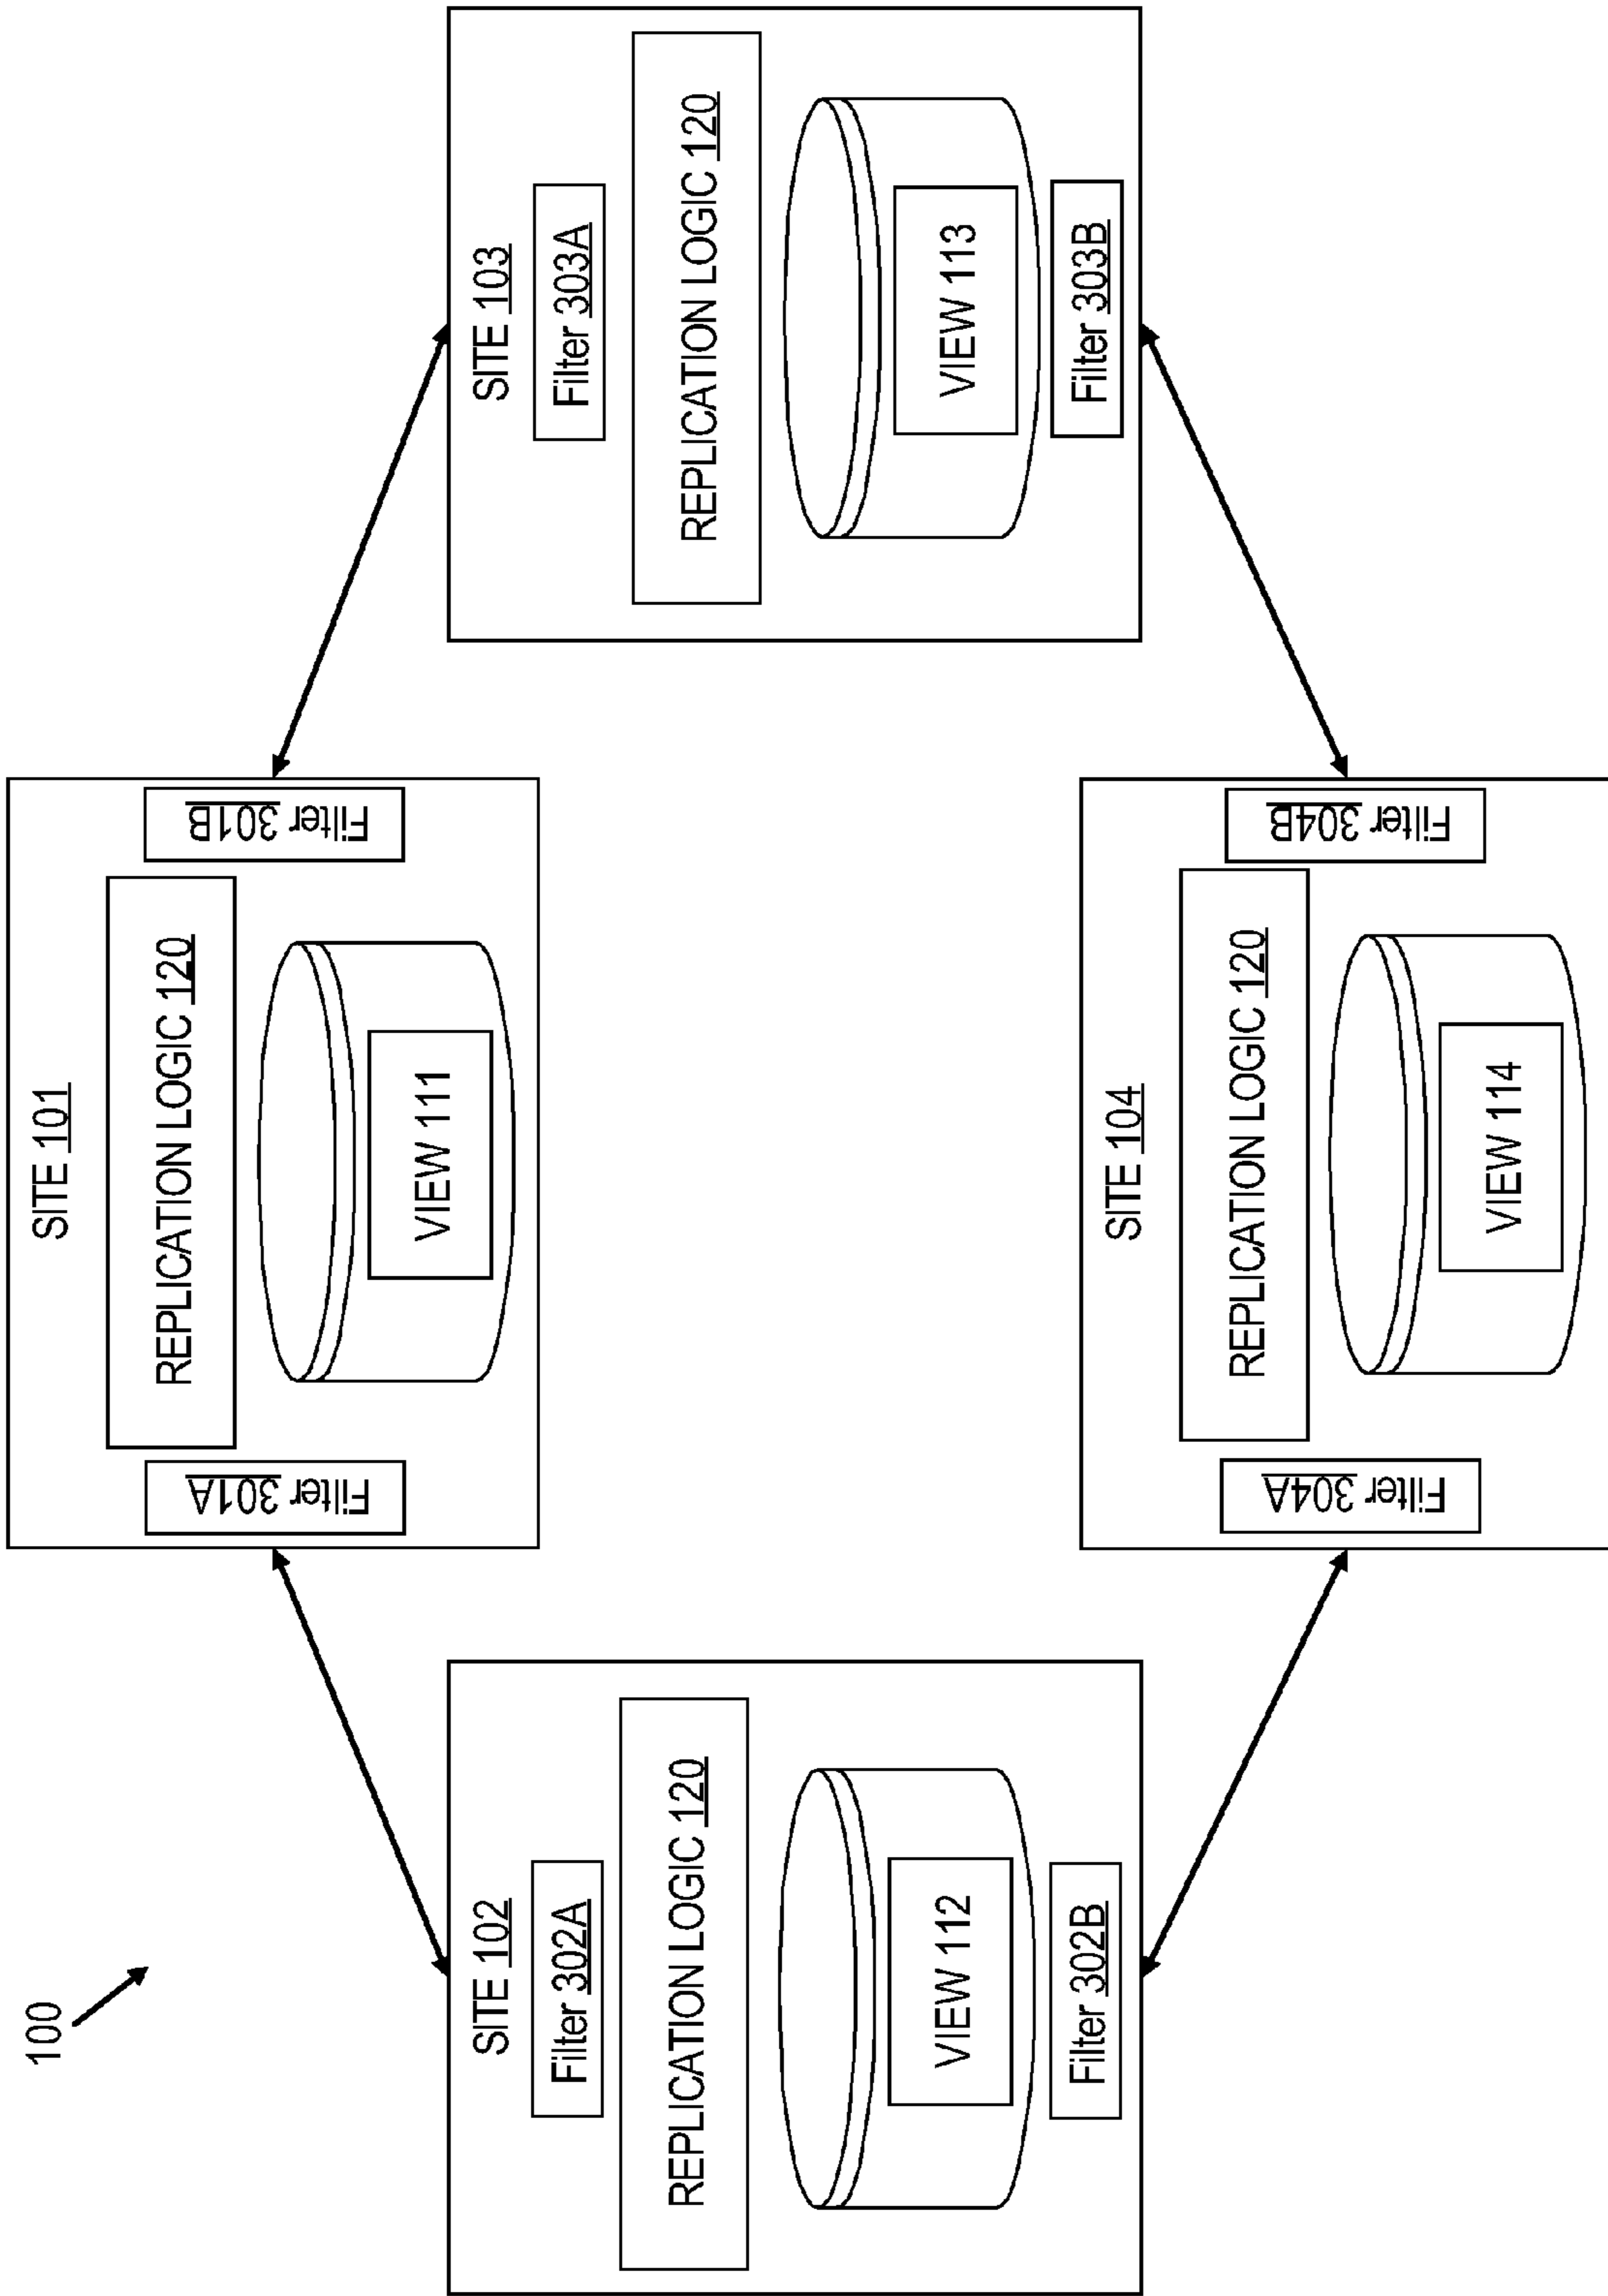 100
SITE 101
Filter 301A
REPLICATION LOGIC 120
VIEW 111
Filter 301B
SITE 102
Filter 302A
REPLICATION LOGIC 120
VIEW 112
Filter 302B
SITE 103
Filter 303A
REPLICATION LOGIC 120
VIEW 113
Filter 303B
SITE 104
Filter 304A
REPLICATION LOGIC 120
VIEW 114
Filter 304B